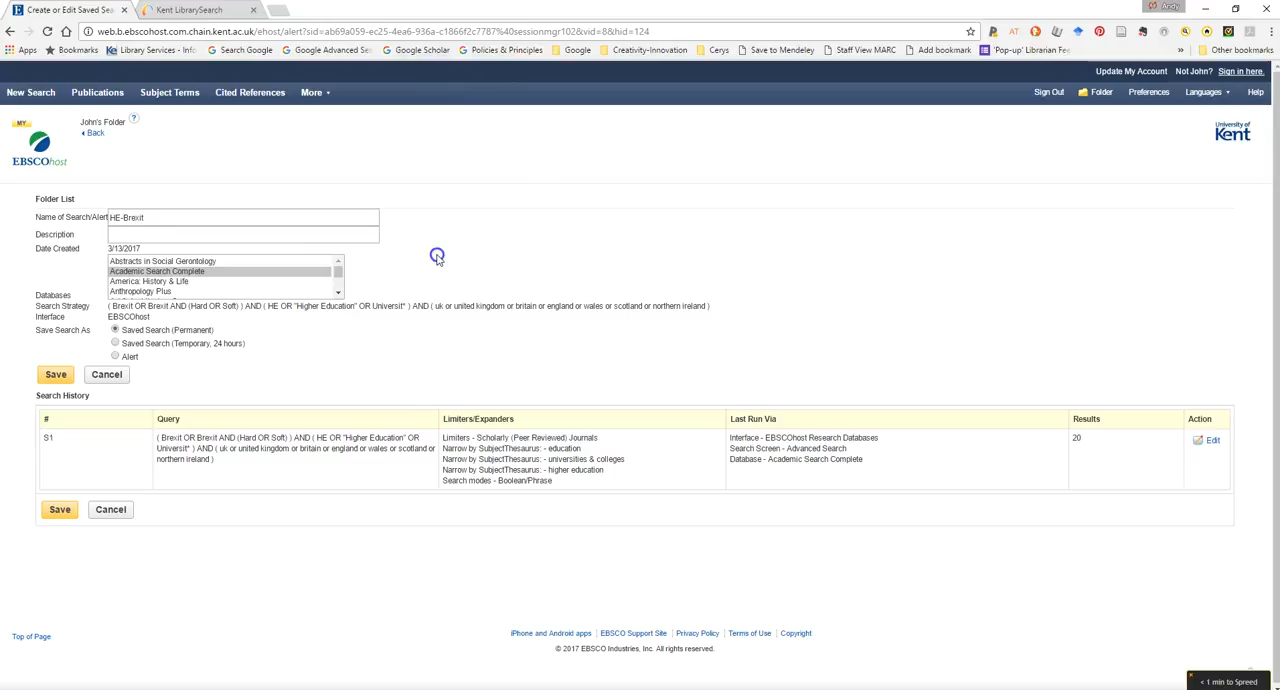 Create or Edit Saved Sea
Kent LibrarySearch
Andy
web.b.ebscohost.com.chain.kent.ac.uk/ehost/alert?sid=ab69a059-ec25-4ea6-936a-c1866f2c7787%40sessionmgr102&vid=8&hid=124
Apps Bookmarks Library Services - Info Search Google Advanced Sea Google Scholar Policies & Principles Google Creativity-Innovation Cerys Save to Mendeley Staff View MARC Add bookmark 'Pop-up' Librarian Fee Other bookmarks
Update My Account Not John? Sign in here.
New Search Publications Subject Terms Cited References More Sign Out Folder Preferences Languages Help
MY
EBSCOhost
John's Folder ?
Back
University of Kent
Folder List
Name of Search/Alert HE-Brexit
Description
Date Created 3/13/2017
Abstracts in Social Gerontology
Academic Search Complete
America: History & Life
Anthropology Plus
Databases
Search Strategy ( Brexit OR Brexit AND (Hard OR Soft) ) AND ( HE OR "Higher Education" OR Universit* ) AND ( uk or united kingdom or britain or england or wales or scotland or northern ireland )
Interface EBSCOhost
Save Search As Saved Search (Permanent)
Saved Search (Temporary, 24 hours)
Alert
Save Cancel
Search History
# Query Limiters/Expanders Last Run Via Results Action
S1 ( Brexit OR Brexit AND (Hard OR Soft) ) AND ( HE OR "Higher Education" OR Limiters - Scholarly (Peer Reviewed) Journals Interface - EBSCOhost Research Databases 20 Edit
Universit* ) AND ( uk or united kingdom or britain or england or wales or scotland or Narrow by SubjectThesaurus: - education Search Screen - Advanced Search
northern ireland ) Narrow by SubjectThesaurus: - universities & colleges Database - Academic Search Complete
Narrow by SubjectThesaurus: - higher education
Search modes - Boolean/Phrase
Save Cancel
Top of Page
iPhone and Android apps | EBSCO Support Site | Privacy Policy | Terms of Use | Copyright
© 2017 EBSCO Industries, Inc. All rights reserved.
< 1 min to Spreed